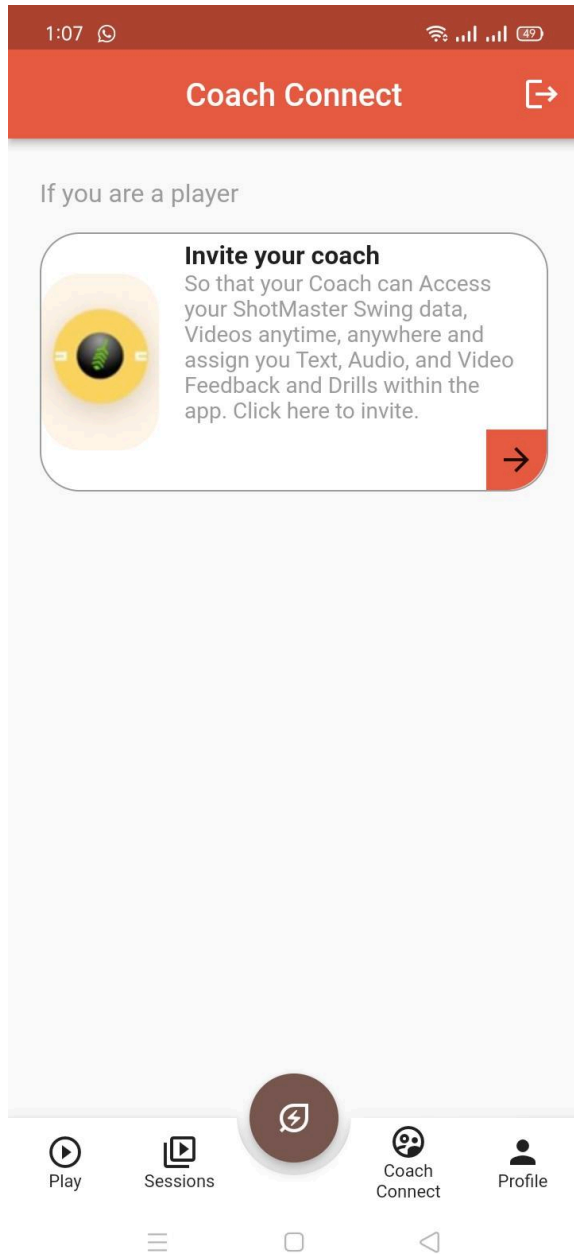 1:07
49
Coach Connect
If you are a player
Invite your coach
So that your Coach can Access
your ShotMaster Swing data,
Videos anytime, anywhere and
assign you Text, Audio, and Video
Feedback and Drills within the
app. Click here to invite.
Play
Sessions
Coach
Connect
Profile